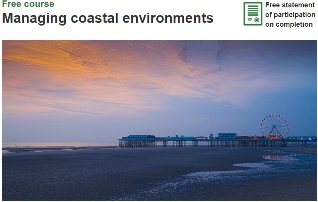 Free course
Managing coastal environments
Free statement
of participation
on completion